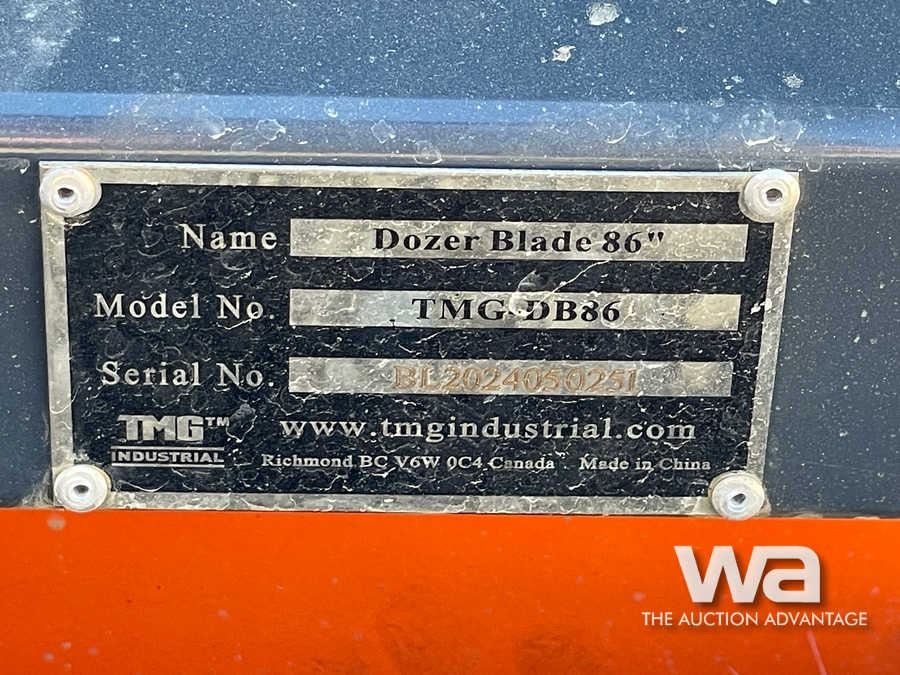 Name Dozer Blade 86"
Model No. TMG-DB86
Serial No. BL2024050251
TMG™ www.tmgindustrial.com
INDUSTRIAL Richmond BC V6W 0C4 Canada . Made in China
wa
THE AUCTION ADVANTAGE